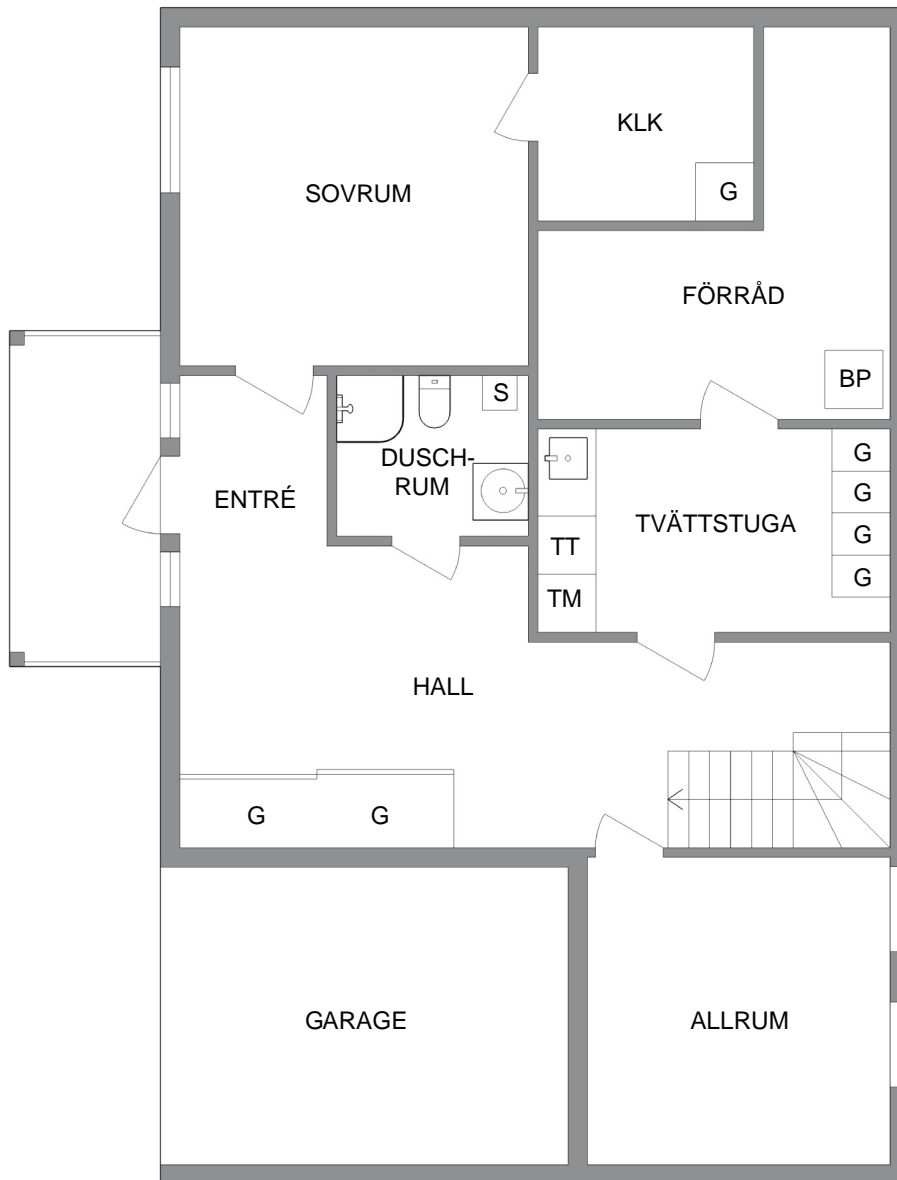 KLK
SOVRUM
G
FÖRRÅD
BP
S
DUSCH-
RUM
ENTRÉ
TVÄTTSTUGA
G
G
G
G
TT
TM
HALL
G
G
GARAGE
ALLRUM